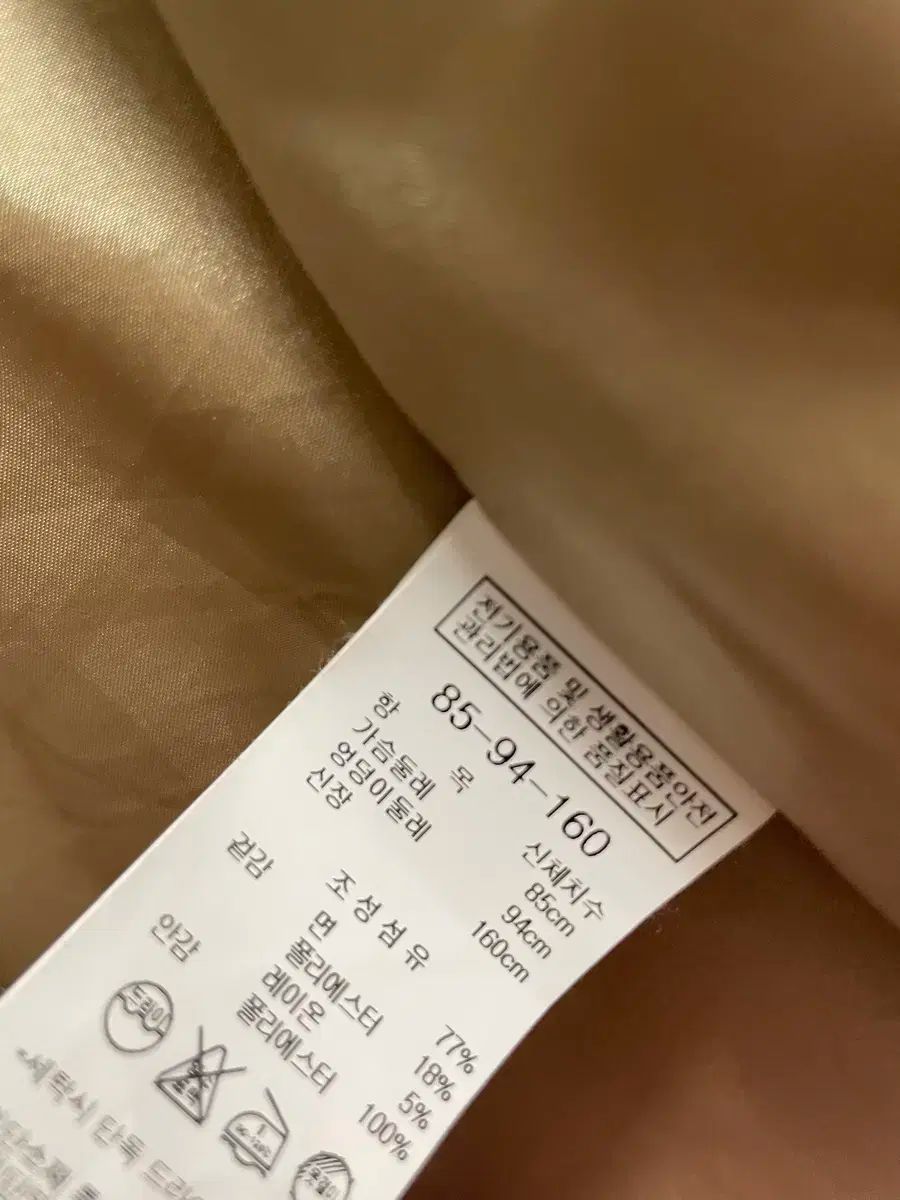 전기용품 및 생활용품안전
관리법에 의한 품질표시
85-94-160
항 목 신체치수
가슴둘레 85cm
엉덩이둘레 94cm
신장 160cm
조성섬유
겉감 면 77%
폴리에스터 18%
레이온 5%
안감 폴리에스터 100%
드라이
옷걸이
*세탁시 단독 드라